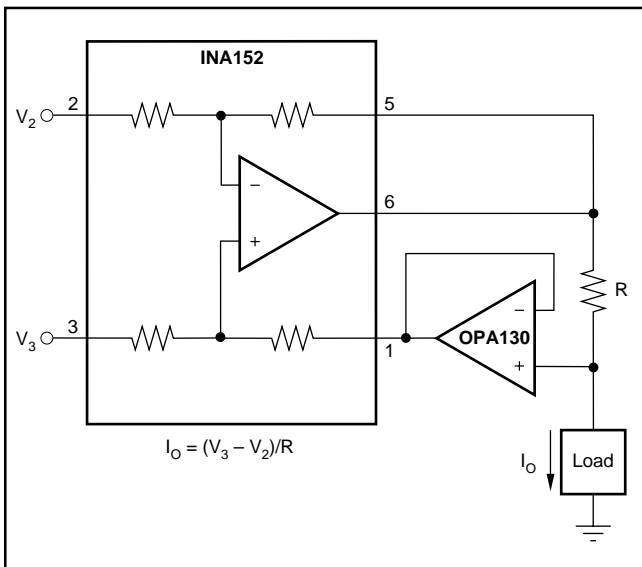 INA152
V2
2
5
−
6
+
R
V3
3
1
−
OPA130
+
IO = (V3 – V2)/R
IO
Load